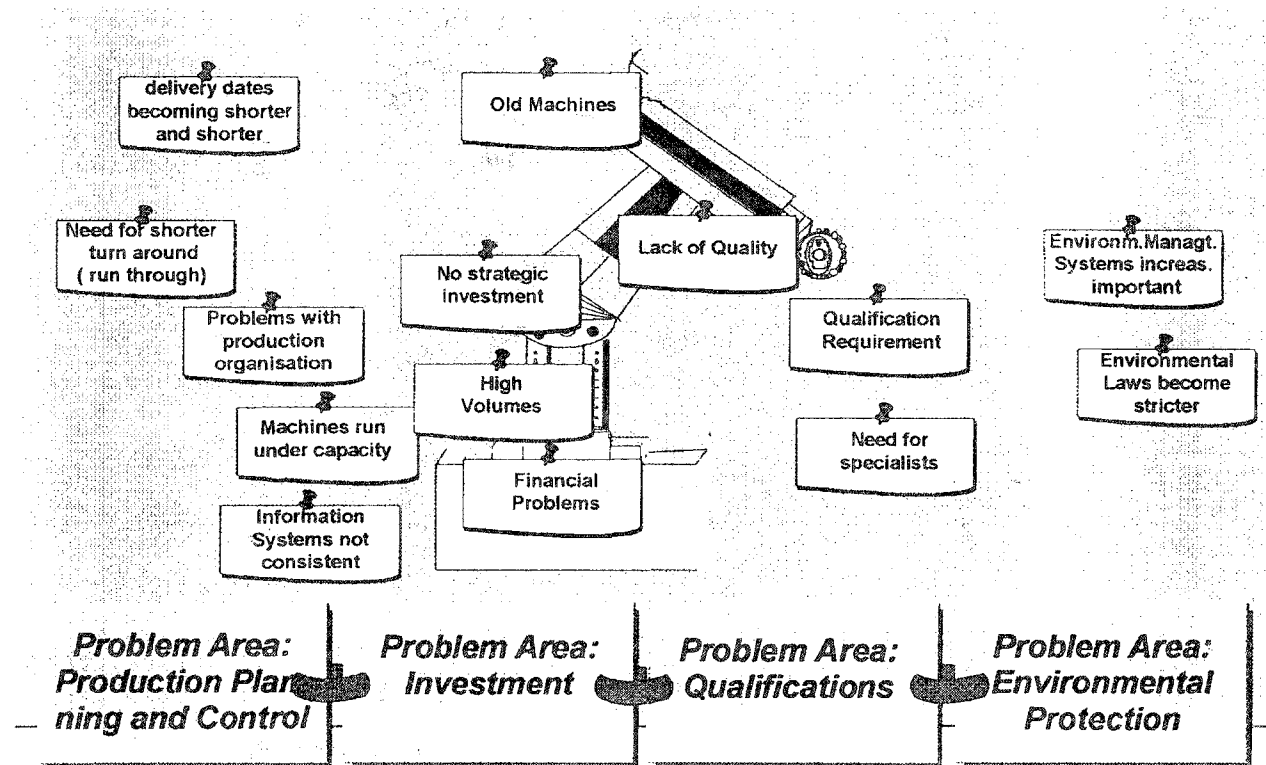 delivery dates
becoming shorter
and shorter
Old Machines
Need for shorter
turn around
( run through)
Lack of Quality
No strategic
investment
Environm.Managt.
Systems increas.
important
Problems with
production
organisation
Qualification
Requirement
High
Volumes
Environmental
Laws become
stricter
Machines run
under capacity
Need for
specialists
Financial
Problems
Information
Systems not
consistent
Problem Area:
Production Plan
ning and Control
Problem Area:
Investment
Problem Area:
Qualifications
Problem Area:
Environmental
Protection